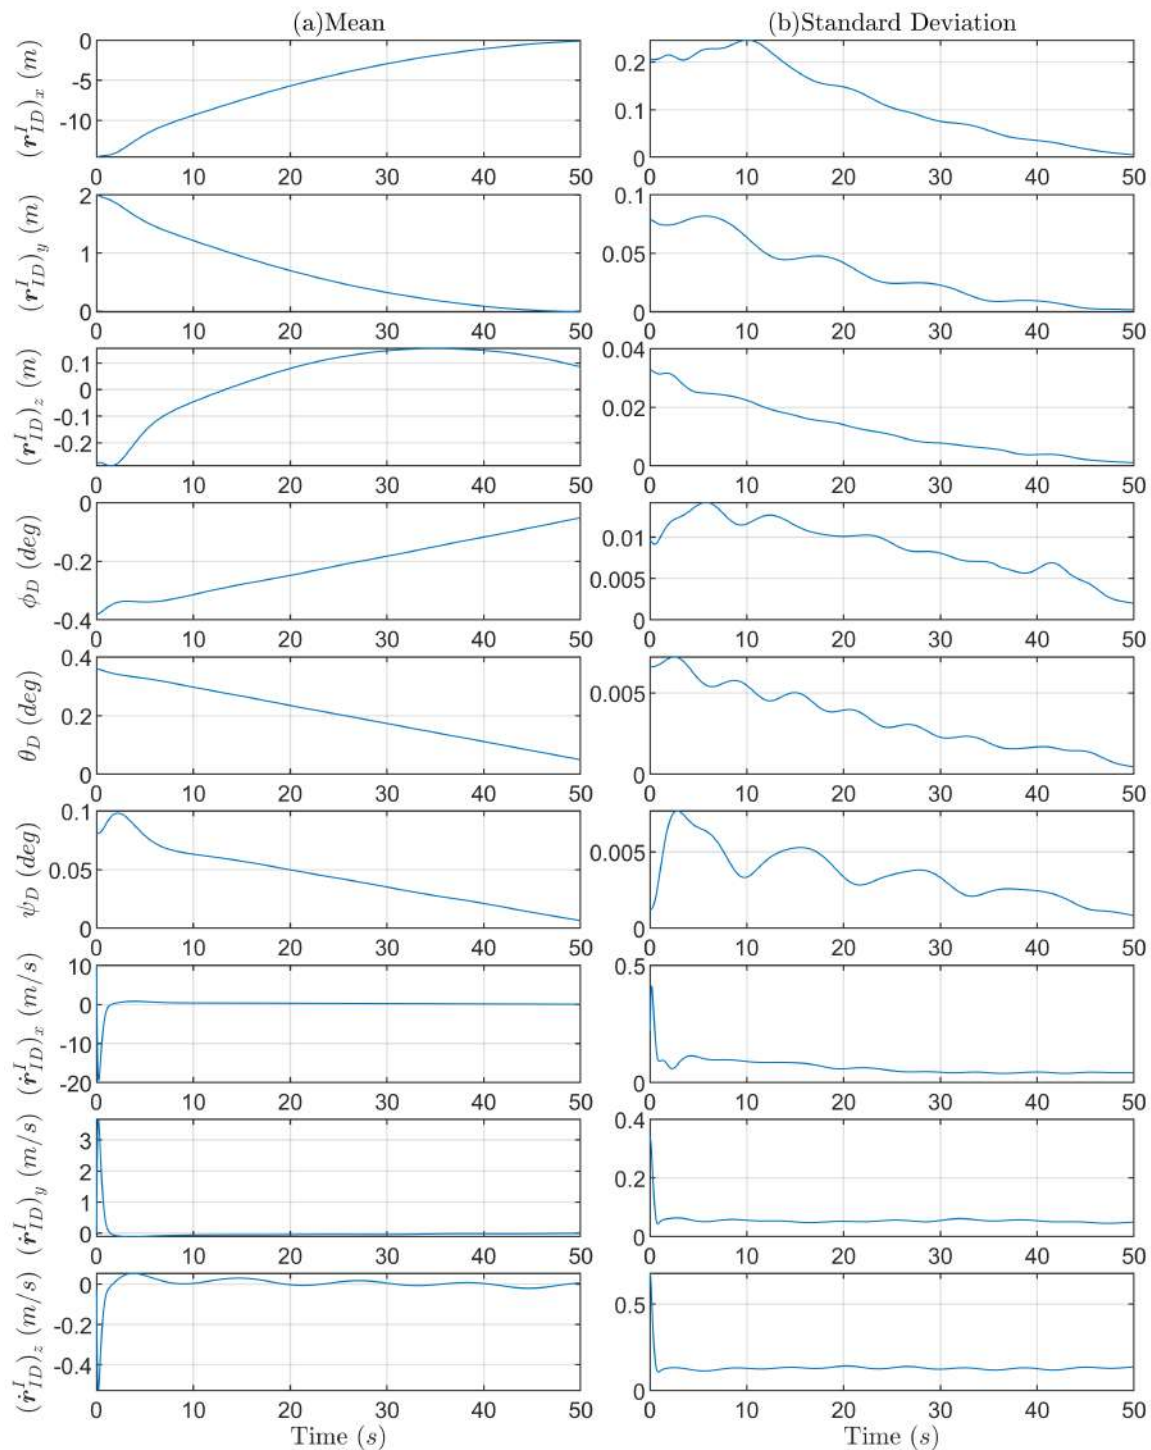 (a)Mean (b)Standard Deviation
(r^I_{ID})_x (m)
0
-5
-10
0 10 20 30 40 50
0.2
0.1
0
0 10 20 30 40 50
(r^I_{ID})_y (m)
2
1
0
0 10 20 30 40 50
0.1
0.05
0
0 10 20 30 40 50
(r^I_{ID})_z (m)
0.1
0
-0.1
-0.2
0 10 20 30 40 50
0.04
0.02
0
0 10 20 30 40 50
ϕ_D (deg)
0
-0.2
-0.4
0 10 20 30 40 50
0.01
0.005
0
0 10 20 30 40 50
θ_D (deg)
0.4
0.2
0
0 10 20 30 40 50
0.005
0
0 10 20 30 40 50
ψ_D (deg)
0.1
0.05
0
0 10 20 30 40 50
0.005
0
0 10 20 30 40 50
(ṙ^I_{ID})_x (m/s)
10
0
-10
-20
0 10 20 30 40 50
0.5
0
0 10 20 30 40 50
(ṙ^I_{ID})_y (m/s)
3
2
1
0
0 10 20 30 40 50
0.4
0.2
0
0 10 20 30 40 50
(ṙ^I_{ID})_z (m/s)
0
-0.2
-0.4
0 10 20 30 40 50
0.5
0
0 10 20 30 40 50
Time (s) Time (s)